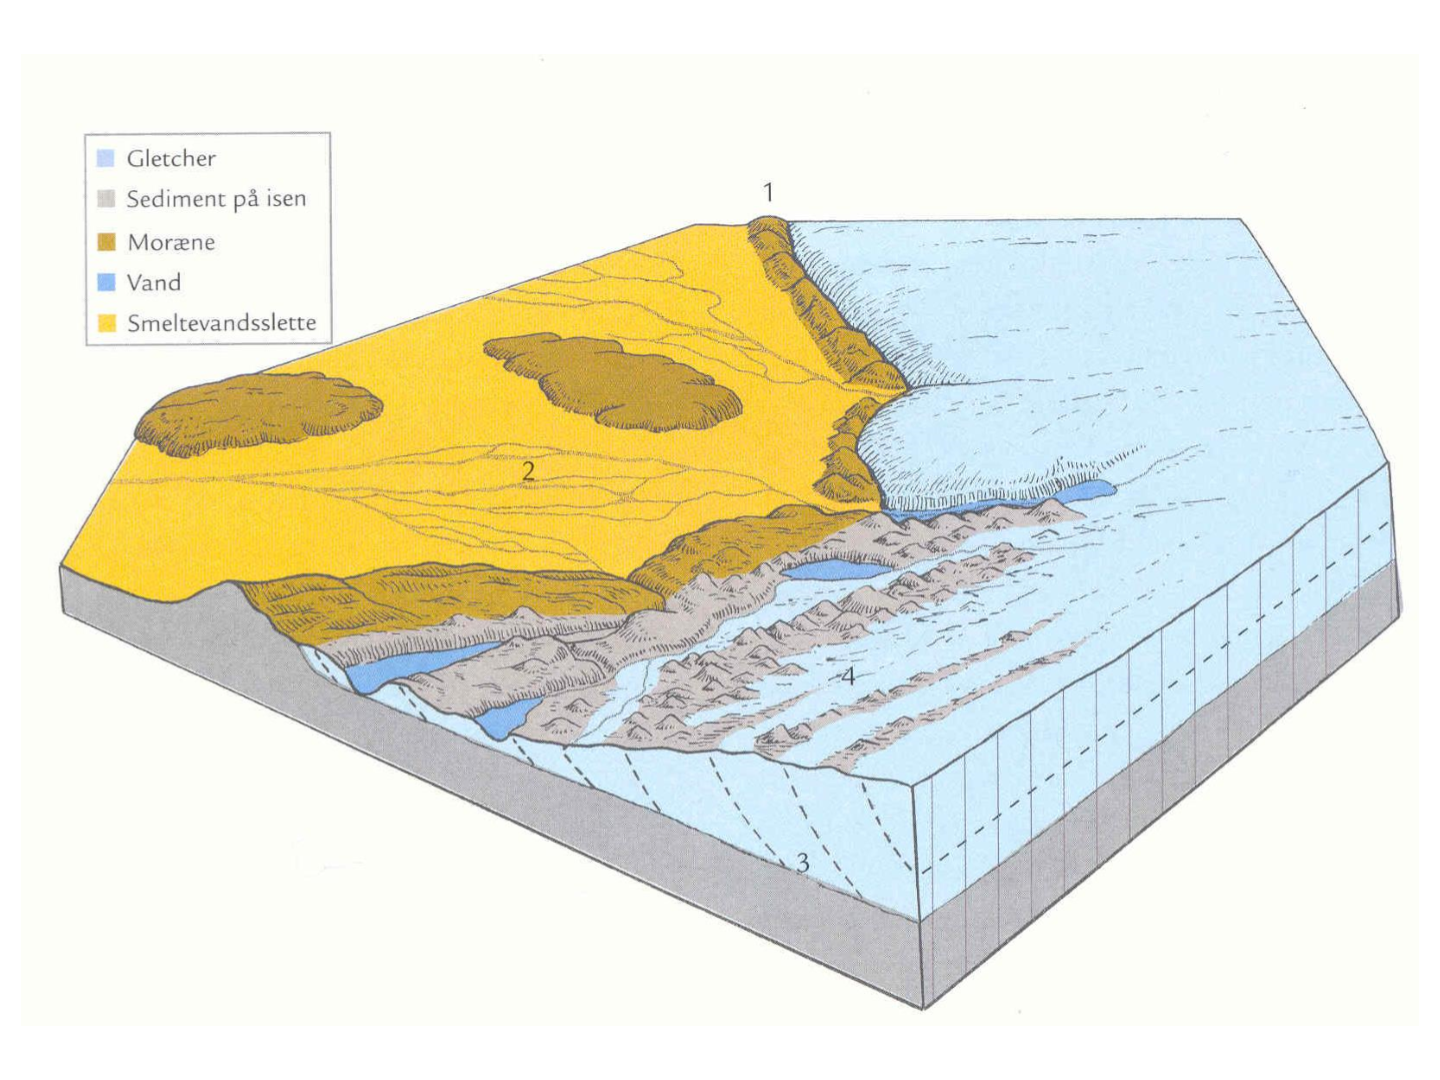 1
Gletcher
Sediment på isen
Moræne
Vand
Smeltevandsslette
2
4
3